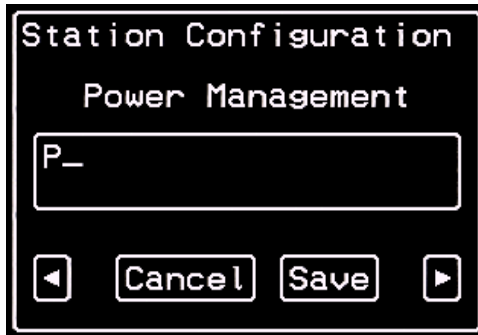 Station Configuration
Power Management
P_
◄ Cancel Save ►